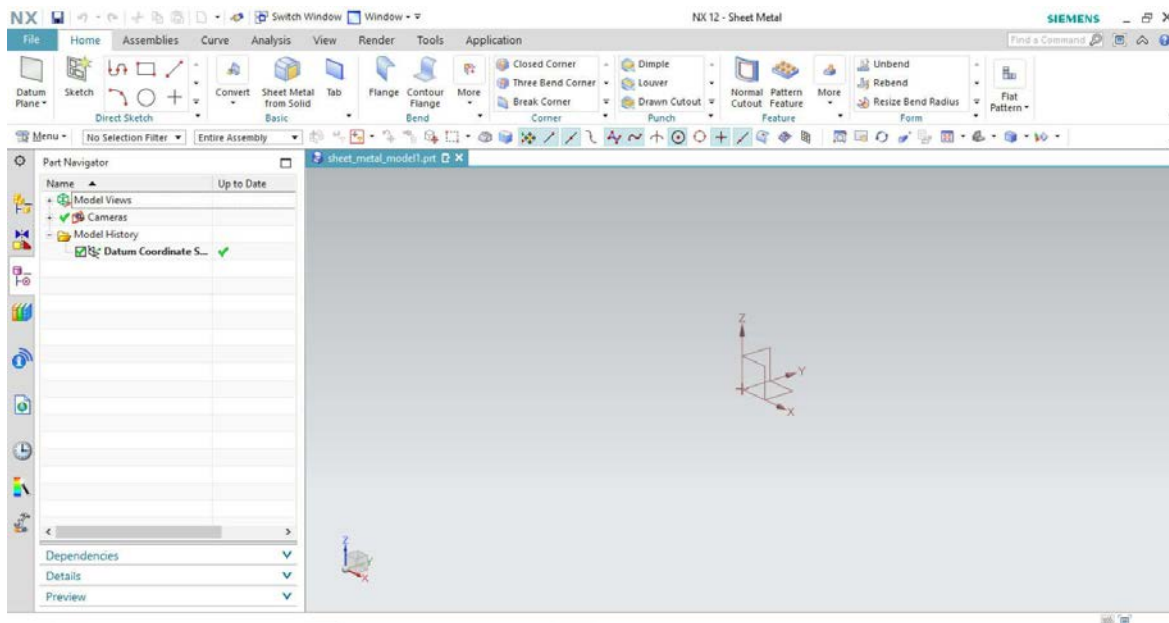 NX Switch Window Window NX 12 - Sheet Metal SIEMENS
File Home Assemblies Curve Analysis View Render Tools Application Find a Command
Datum Plane
Sketch
Direct Sketch
Convert
Sheet Metal from Solid
Tab
Basic
Flange
Contour Flange
More
Bend
Closed Corner
Three Bend Corner
Break Corner
Corner
Dimple
Louver
Drawn Cutout
Punch
Normal Cutout
Pattern Feature
More
Feature
Unbend
Rebend
Resize Bend Radius
Form
Flat Pattern
Menu No Selection Filter Entire Assembly
Part Navigator
sheet_metal_model1.prt
Name Up to Date
Model Views
Cameras
Model History
Datum Coordinate S...
Z
Y
X
Z
Y
X
Dependencies
Details
Preview